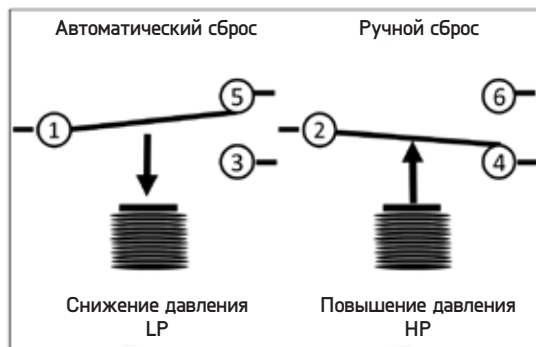 Автоматический сброс
Ручной сброс
5
6
1
2
3
4
Снижение давления
LP
Повышение давления
HP